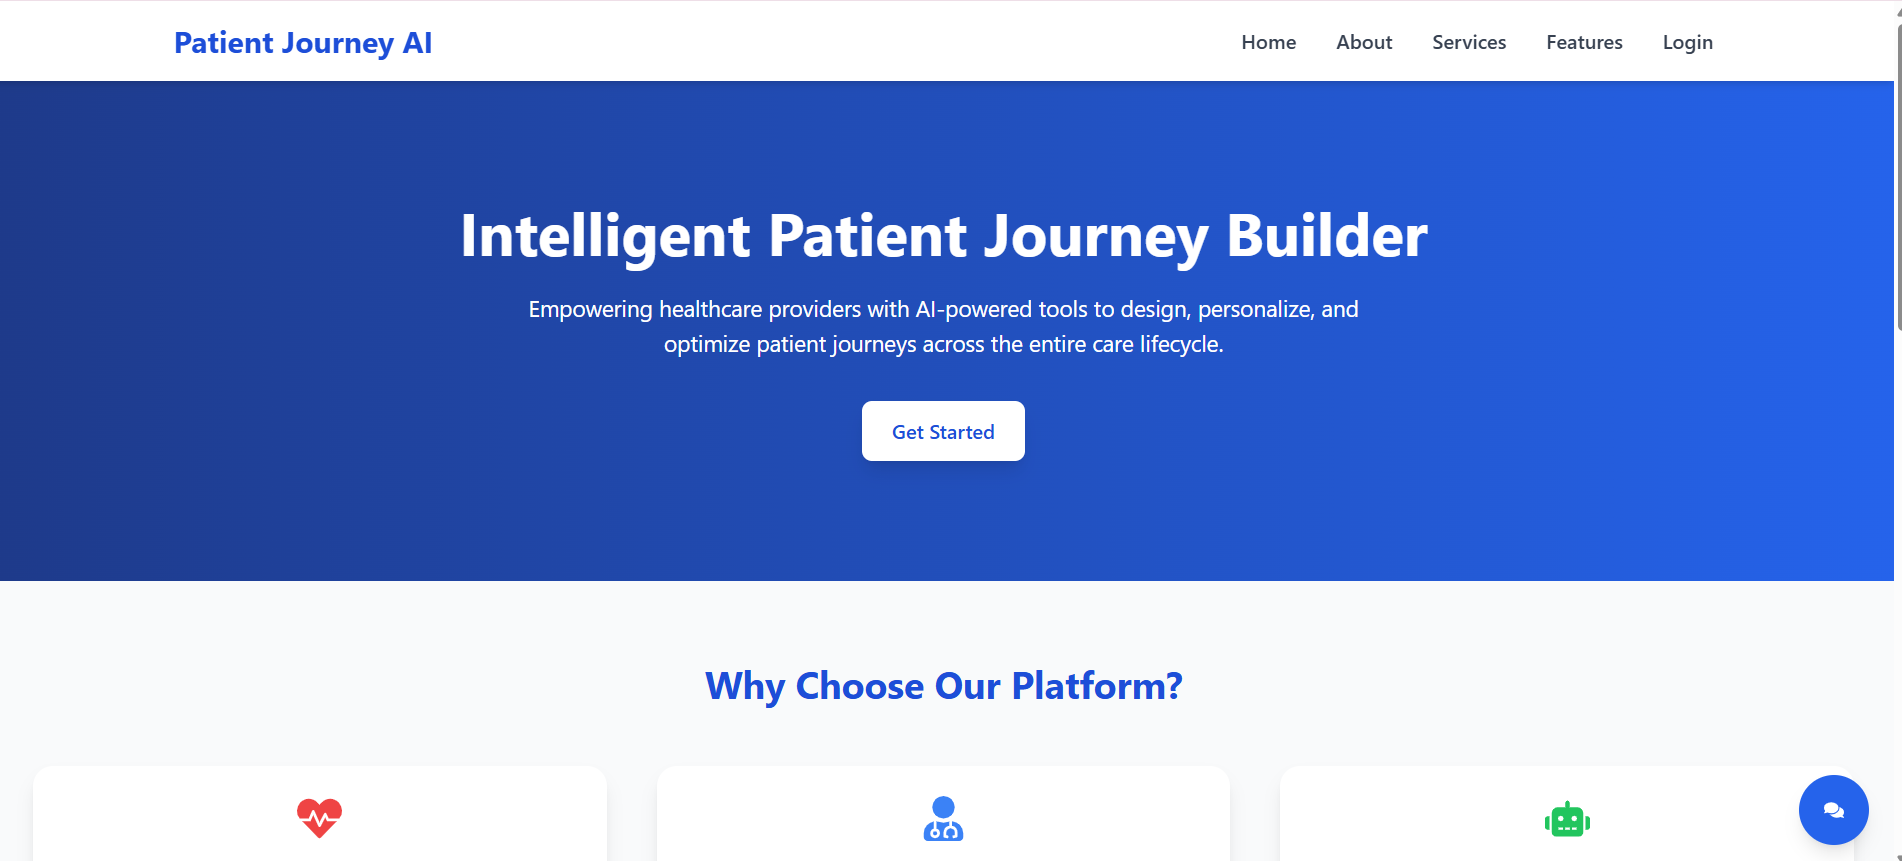 Patient Journey AI
Home
About
Services
Features
Login
Intelligent Patient Journey Builder
Empowering healthcare providers with AI-powered tools to design, personalize, and
optimize patient journeys across the entire care lifecycle.
Get Started
Why Choose Our Platform?